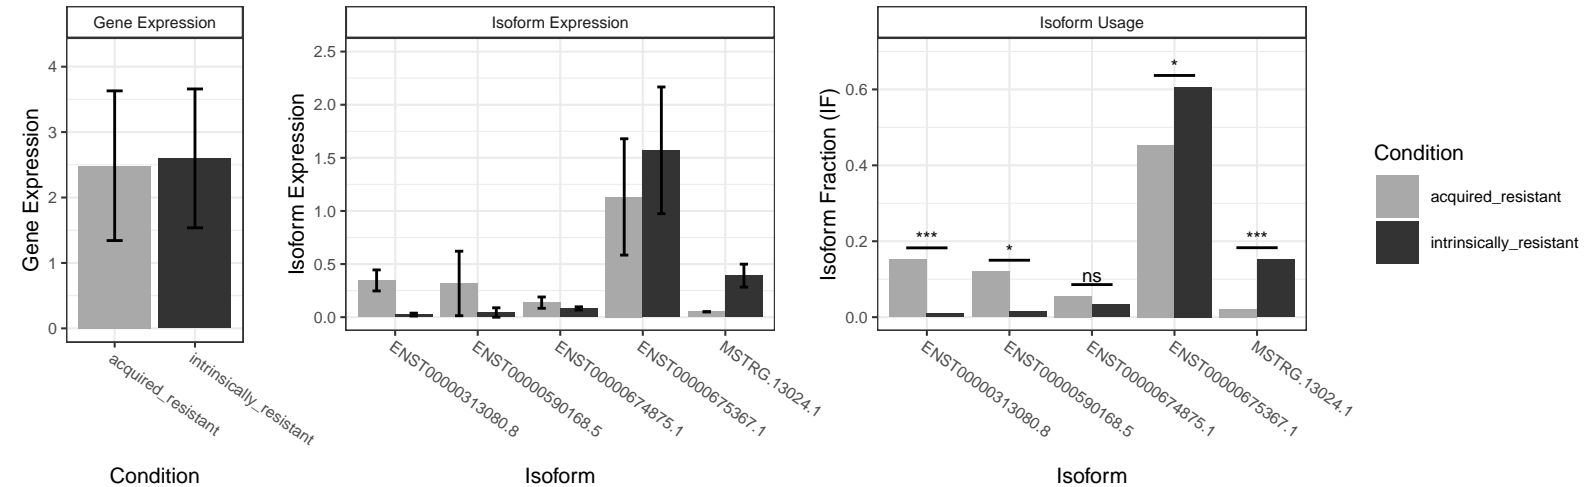 Gene Expression
Gene Expression
4
3
2
1
0
acquired_resistant
intrinsically_resistant
Condition
Isoform Expression
Isoform Expression
2.5
2.0
1.5
1.0
0.5
0.0
ENST00000313080.8
ENST00000590168.5
ENST00000674875.1
ENST00000675367.1
MSTRG.13024.1
Isoform
Isoform Usage
Isoform Fraction (IF)
0.6
0.4
0.2
0.0
***
*
ns
*
***
ENST00000313080.8
ENST00000590168.5
ENST00000674875.1
ENST00000675367.1
MSTRG.13024.1
Isoform
Condition
acquired_resistant
intrinsically_resistant